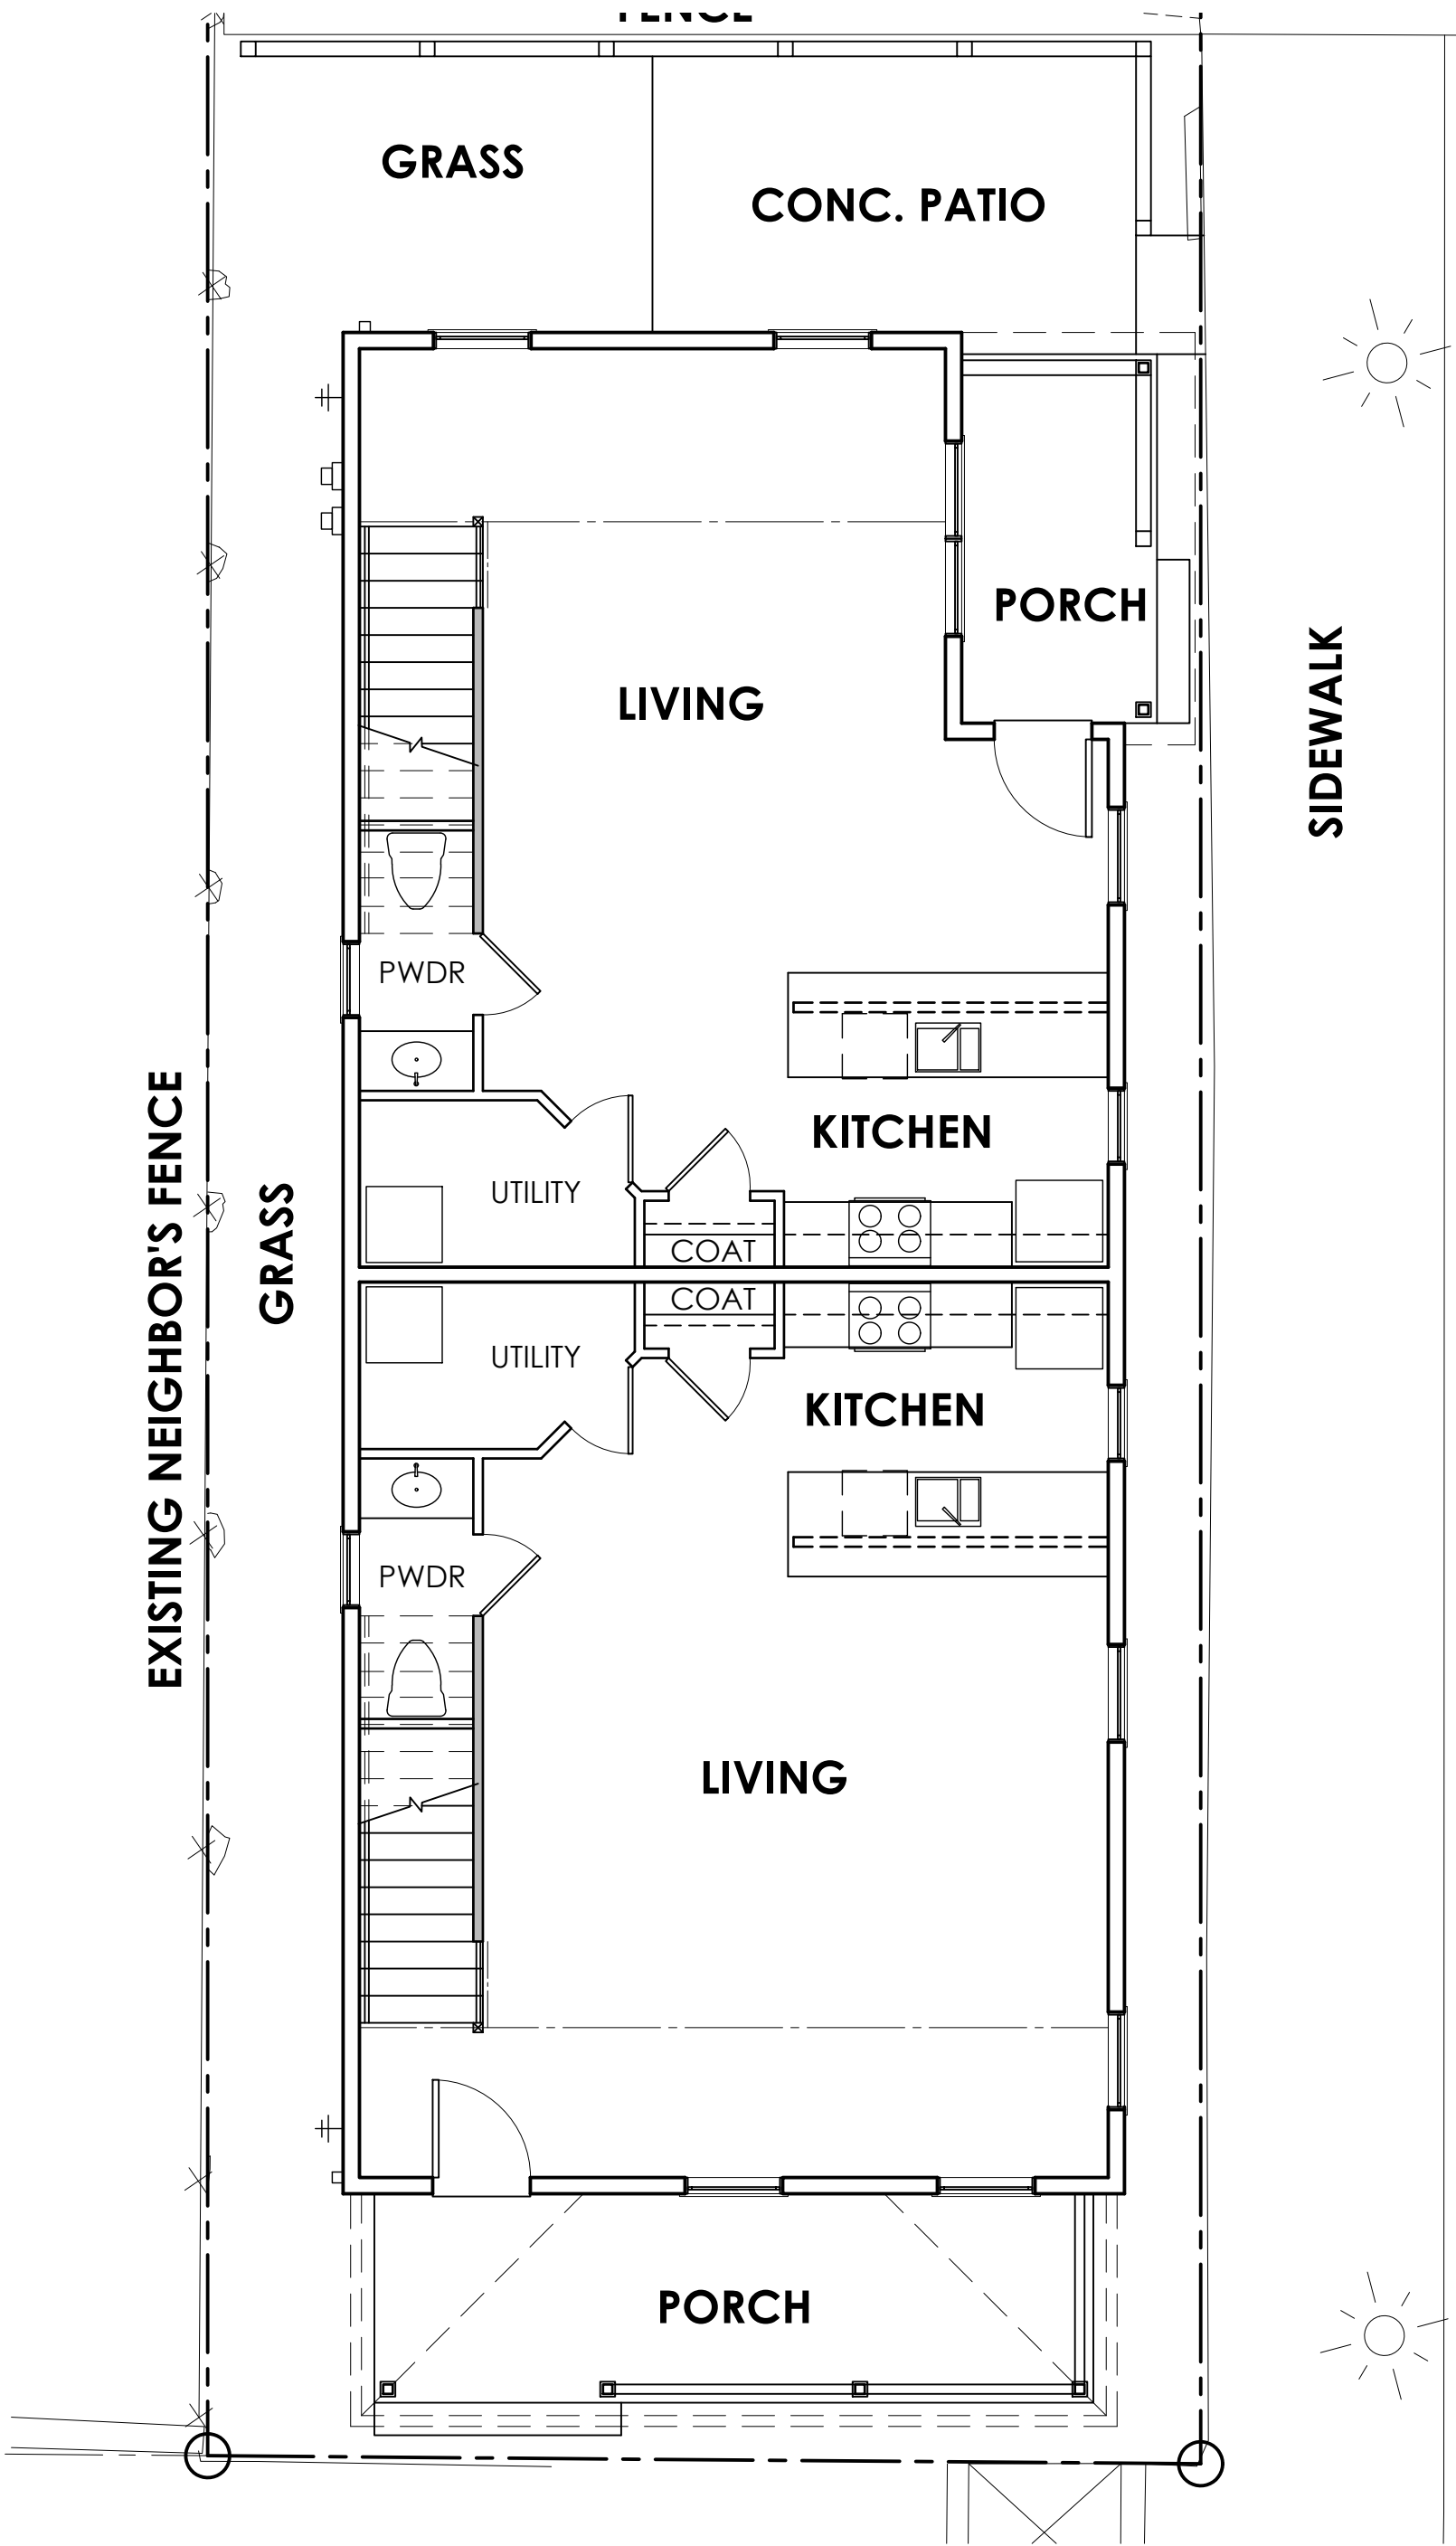 FENCE
GRASS
CONC. PATIO
PORCH
LIVING
SIDEWALK
PWDR
KITCHEN
UTILITY
COAT
EXISTING NEIGHBOR'S FENCE
GRASS
COAT
UTILITY
KITCHEN
PWDR
LIVING
PORCH